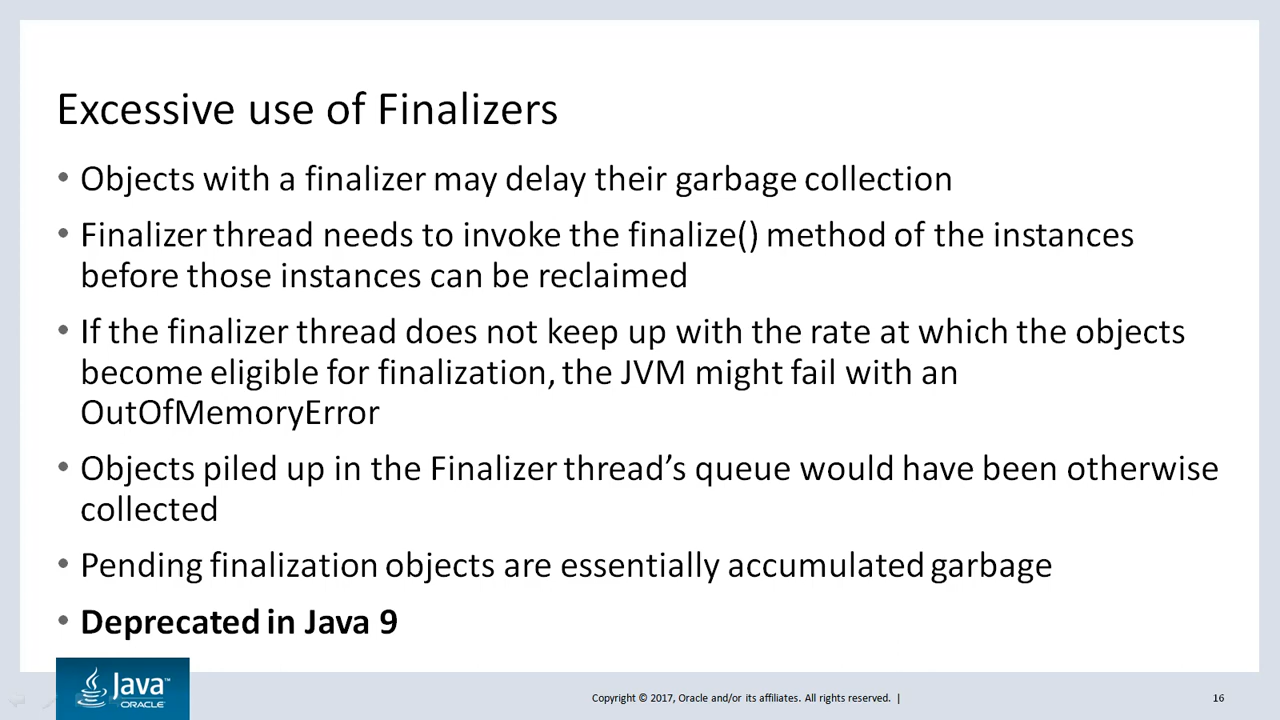 Excessive use of Finalizers
• Objects with a finalizer may delay their garbage collection
• Finalizer thread needs to invoke the finalize() method of the instances
before those instances can be reclaimed
• If the finalizer thread does not keep up with the rate at which the objects
become eligible for finalization, the JVM might fail with an
OutOfMemoryError
• Objects piled up in the Finalizer thread’s queue would have been otherwise
collected
• Pending finalization objects are essentially accumulated garbage
• Deprecated in Java 9
Java™
ORACLE
Copyright © 2017, Oracle and/or its affiliates. All rights reserved. |
16